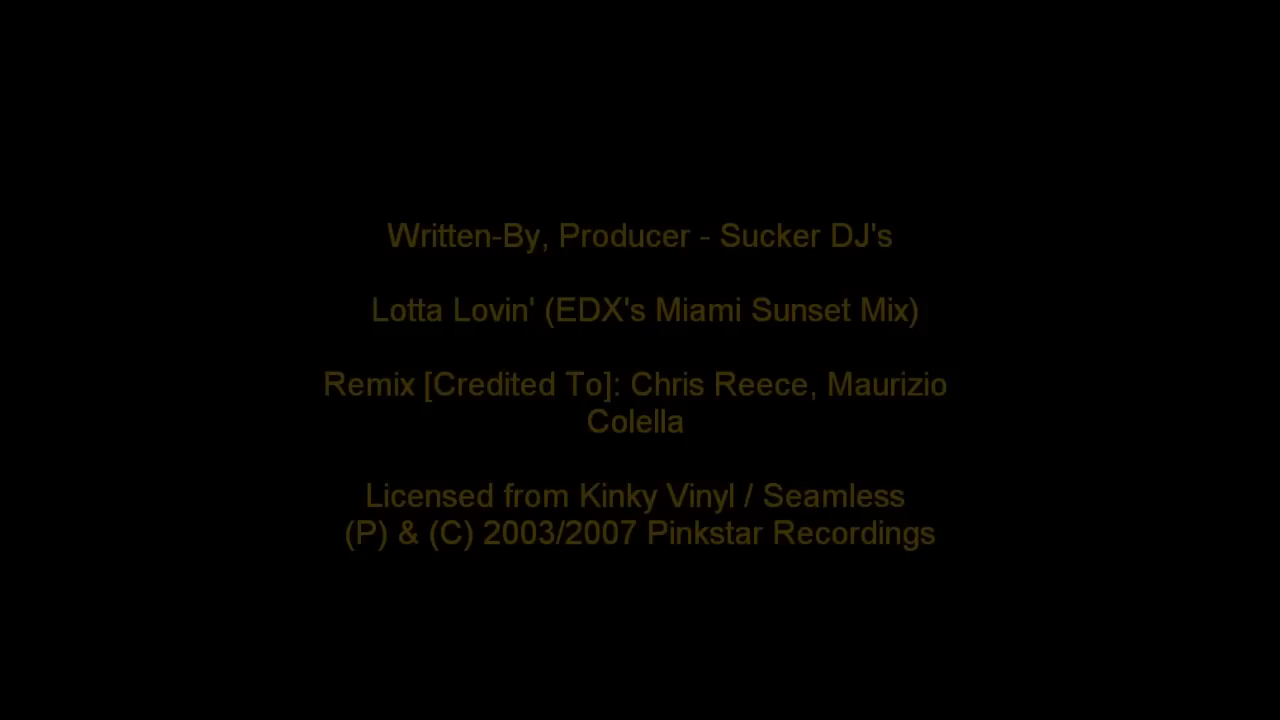 Written-By, Producer - Sucker DJ's
Lotta Lovin' (EDX's Miami Sunset Mix)
Remix [Credited To]: Chris Reece, Maurizio
Colella
Licensed from Kinky Vinyl / Seamless
(P) & (C) 2003/2007 Pinkstar Recordings